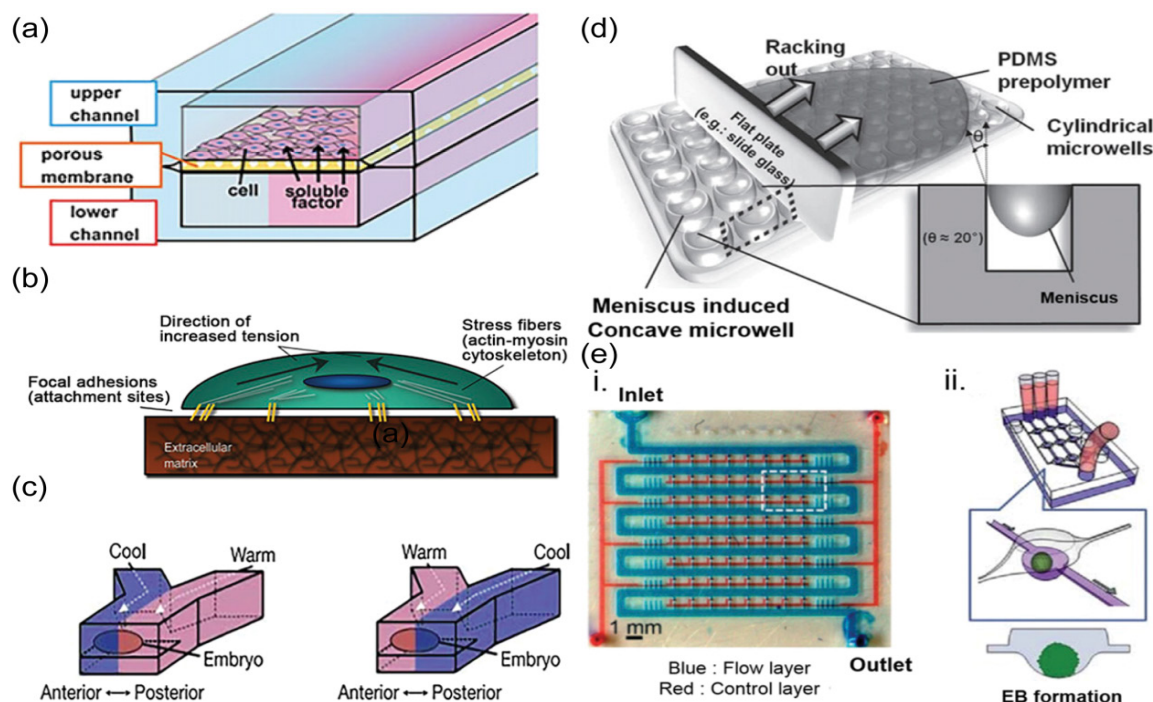 (a)
upper
channel
porous
membrane
lower
channel
cell
soluble
factor
(b)
Direction of
increased tension
Stress fibers
(actin-myosin
cytoskeleton)
Focal adhesions
(attachment sites)
(a)
Extracellular
matrix
(c)
Cool
Warm
Embryo
Anterior ↔ Posterior
Warm
Cool
Embryo
Anterior ↔ Posterior
(d)
Racking
out
PDMS
prepolymer
Flat plate
(e.g.: slide glass)
Cylindrical
microwells
θ
(θ ≈ 20°)
Meniscus
Meniscus induced
Concave microwell
(e)
i.
Inlet
1 mm
Outlet
Blue : Flow layer
Red : Control layer
ii.
EB formation